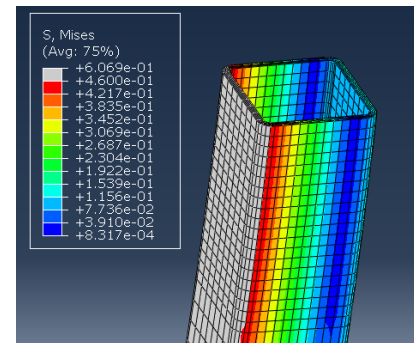 S, Mises
(Avg: 75%)
+6.069e-01
+4.600e-01
+4.217e-01
+3.835e-01
+3.452e-01
+3.069e-01
+2.687e-01
+2.304e-01
+1.922e-01
+1.539e-01
+1.156e-01
+7.736e-02
+3.910e-02
+8.317e-04